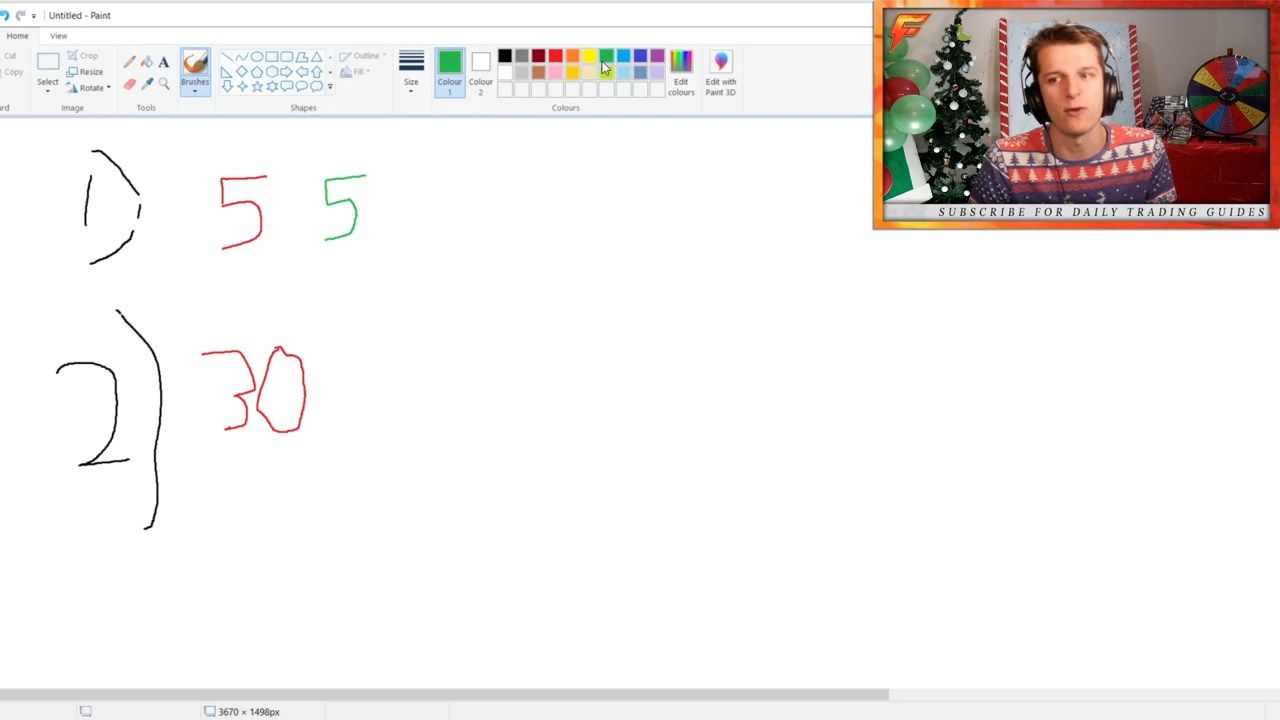 Untitled - Paint
Home View
Cut
Copy
Select
Crop
Resize
Rotate
Brushes
Outline
Fill
Size
Colour 1
Colour 2
Edit colours
Edit with Paint 3D
Image
Tools
Shapes
Colours
1) 5 5
2) 30
SUBSCRIBE FOR DAILY TRADING GUIDES
3670 × 1498px